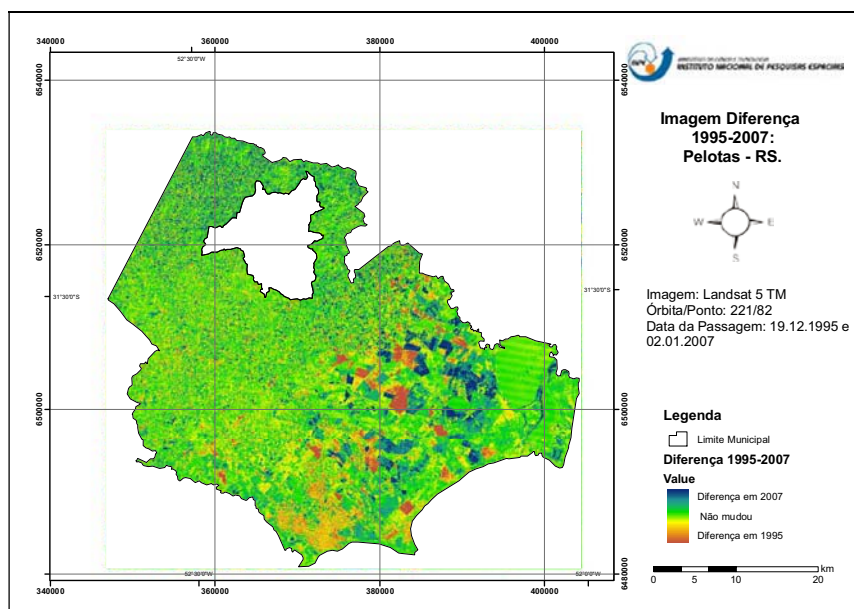 340000 360000 380000 400000
52°30'0"W
6540000 6540000
6520000 6520000
31°30'0"S 31°30'0"S
6500000 6500000
6480000
52°30'0"W 52°0'0"W
340000 360000 380000 400000
INSTITUTO NACIONAL DE PESQUISAS ESPACIAIS
Imagem Diferença
1995-2007:
Pelotas - RS.
N
W E
S
Imagem: Landsat 5 TM
Órbita/Ponto: 221/82
Data da Passagem: 19.12.1995 e
02.01.2007
Legenda
Limite Municipal
Diferença 1995-2007
Value
Diferença em 2007
Não mudou
Diferença em 1995
km
0 5 10 20